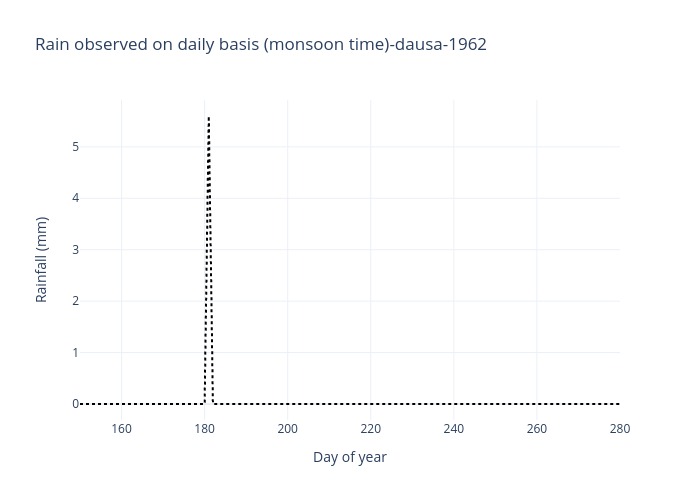 Rain observed on daily basis (monsoon time)-dausa-1962
5
4
3
2
1
0
Rainfall (mm)
160 180 200 220 240 260 280
Day of year